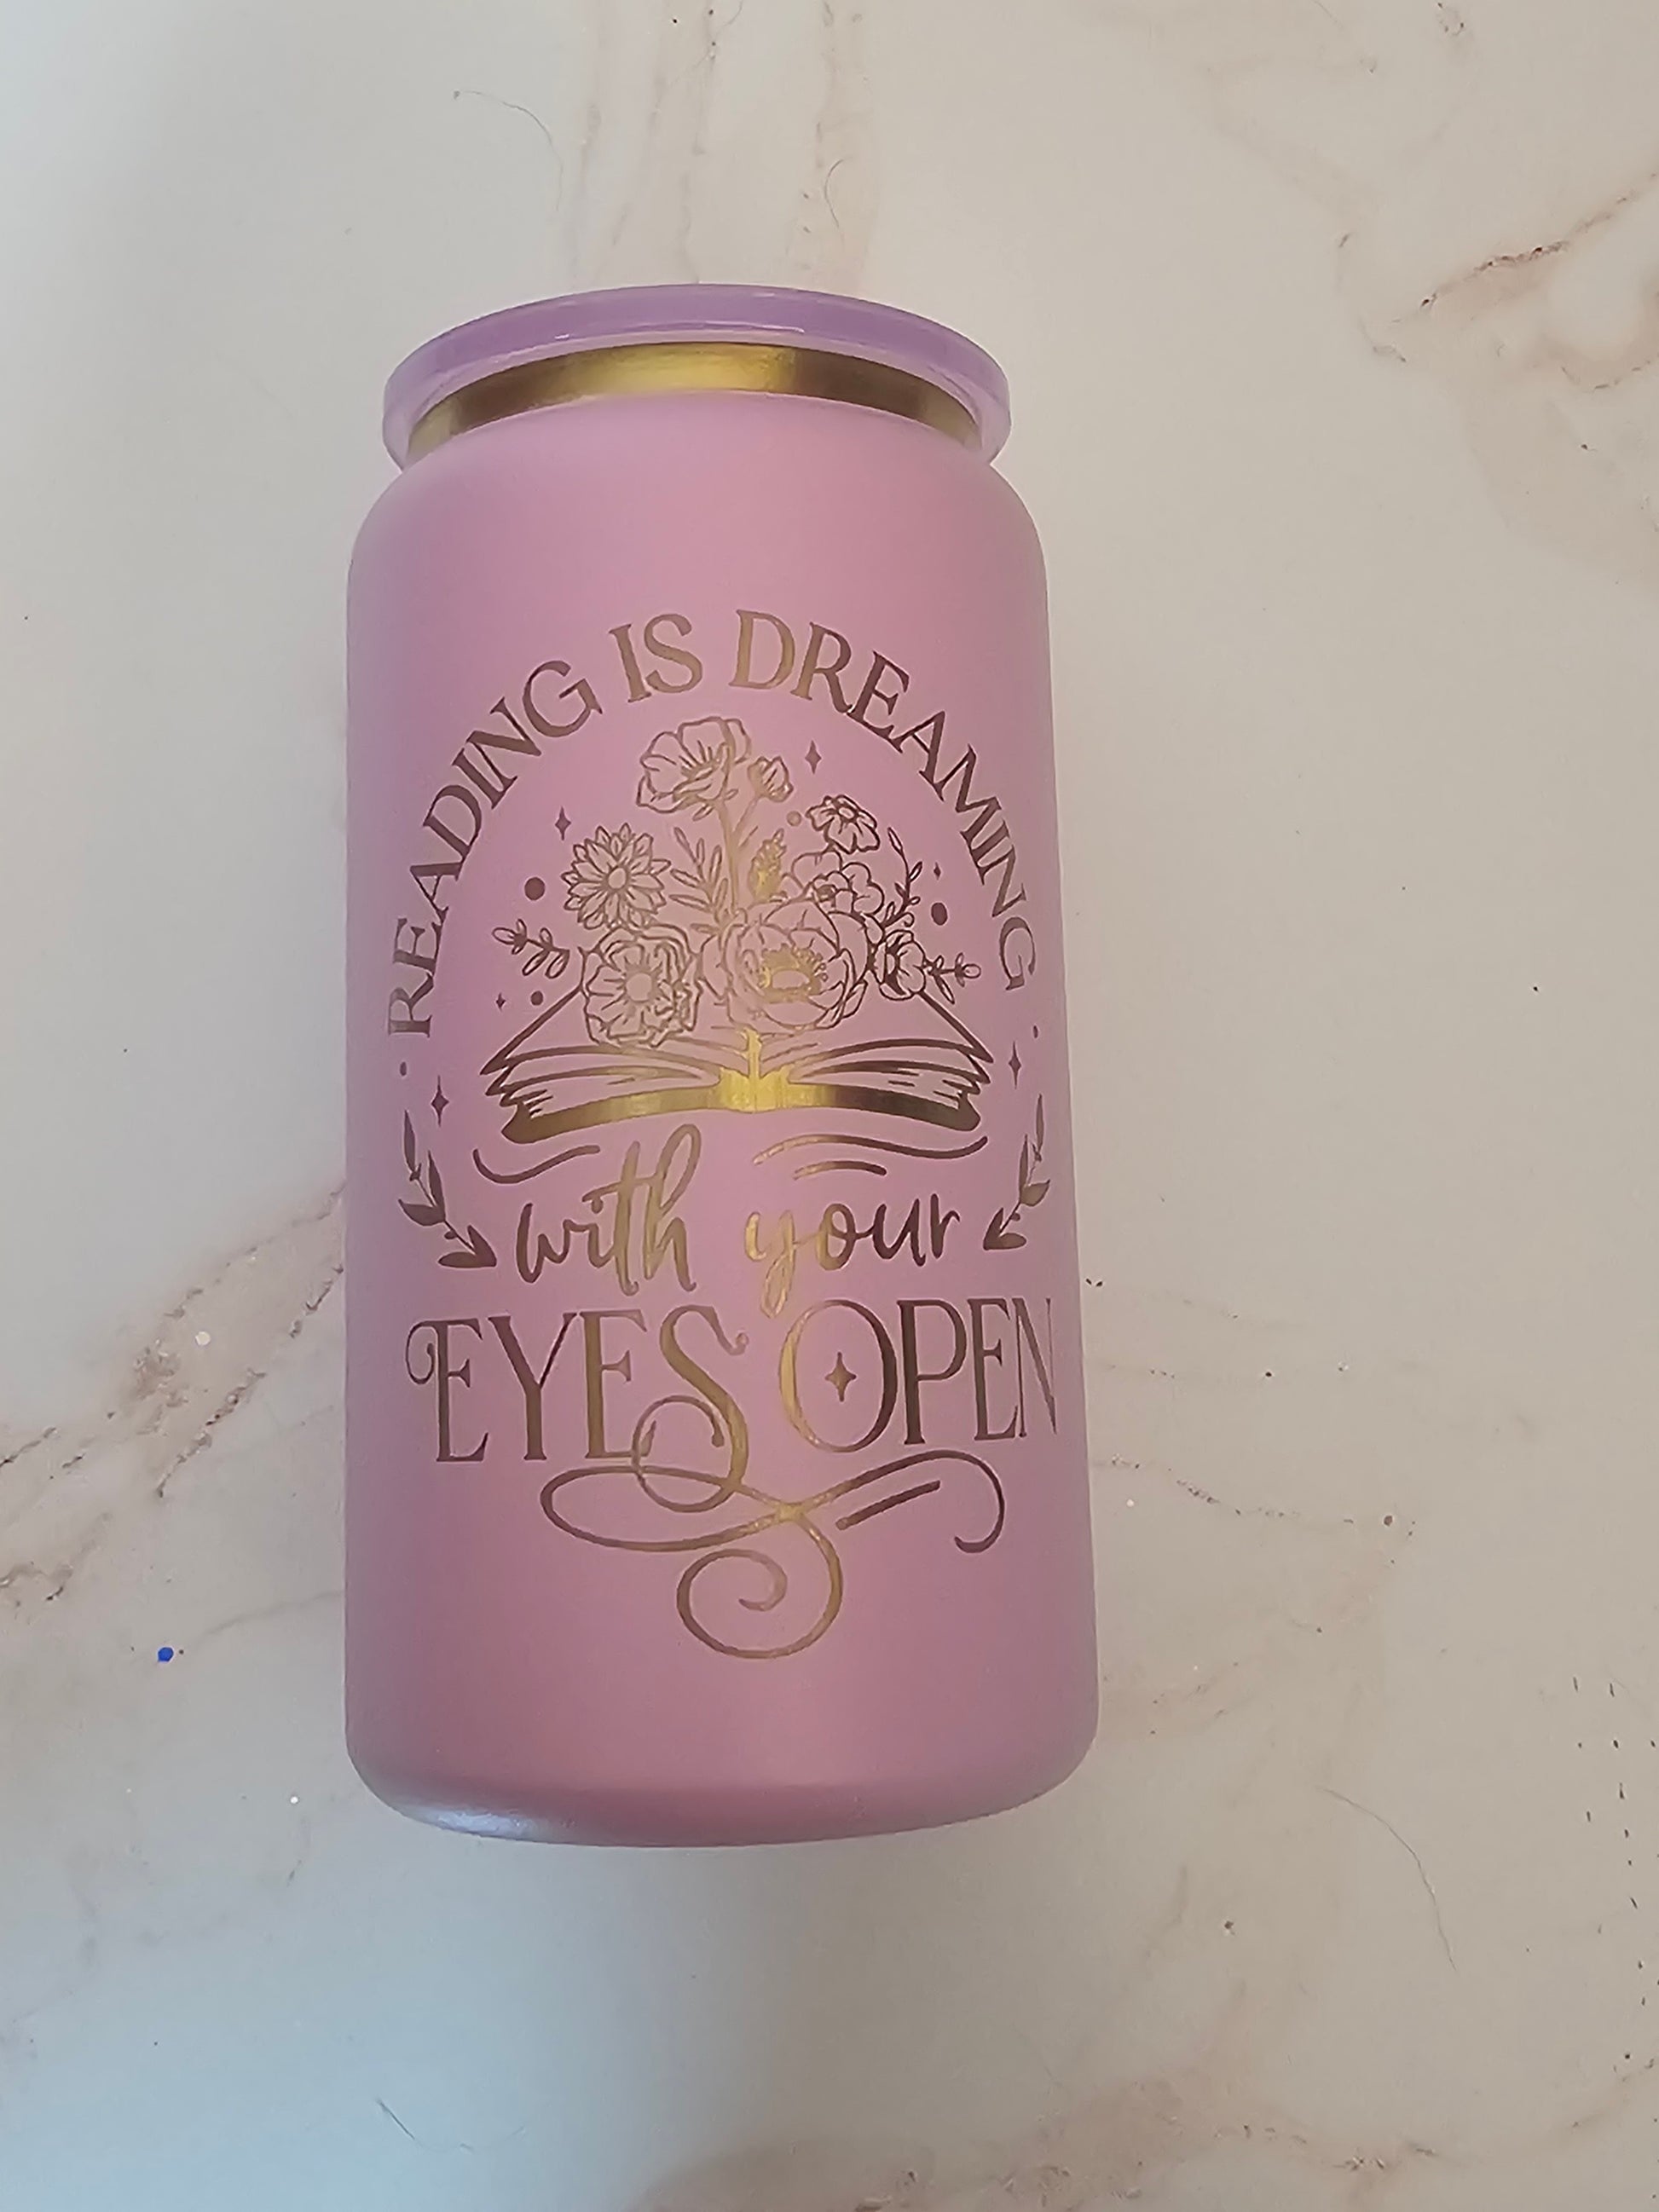 READING IS DREAMING
with your
EYES OPEN